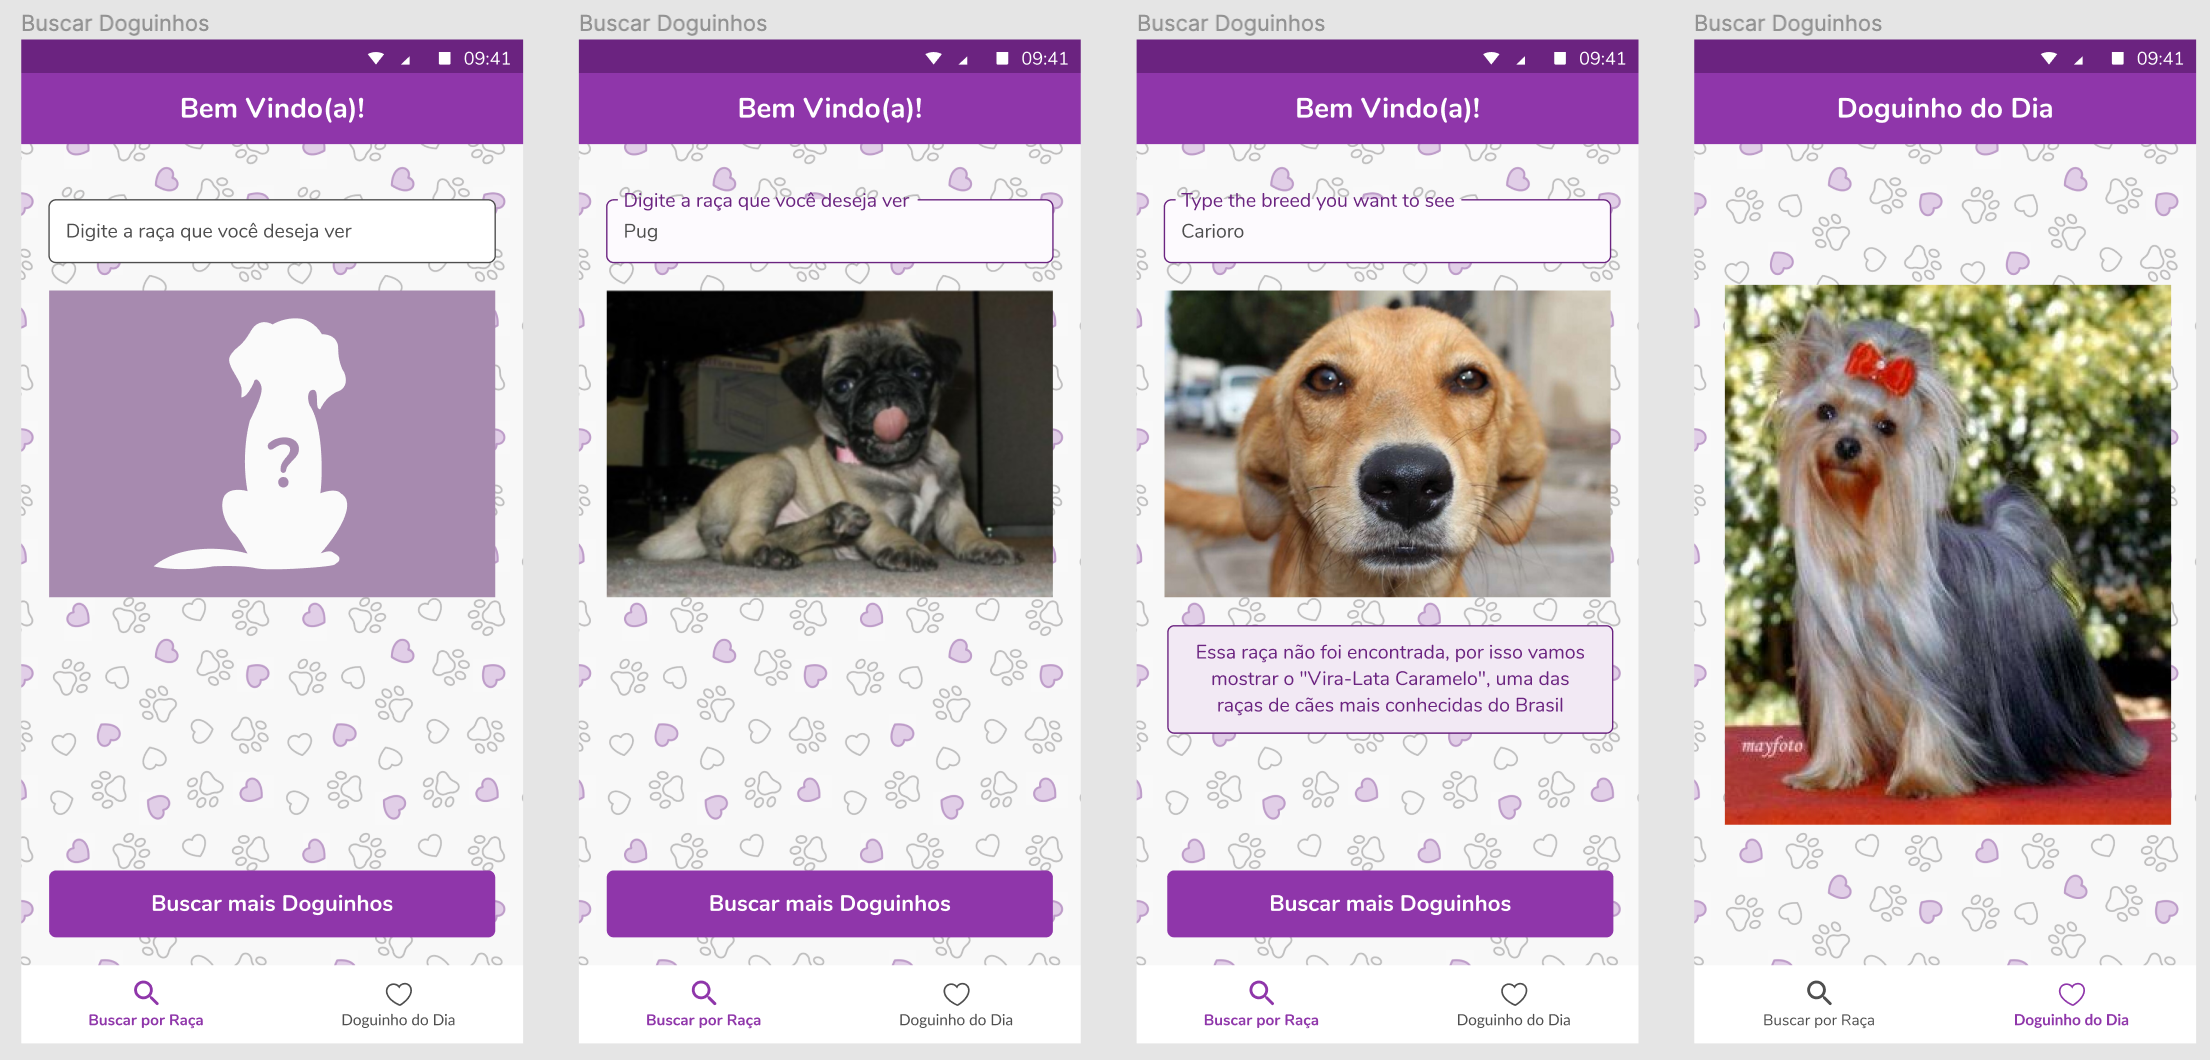 Buscar Doguinhos
09:41
Bem Vindo(a)!
Digite a raça que você deseja ver
?
Buscar mais Doguinhos
Buscar por Raça
Doguinho do Dia
Buscar Doguinhos
09:41
Bem Vindo(a)!
Digite a raça que você deseja ver
Pug
Buscar mais Doguinhos
Buscar por Raça
Doguinho do Dia
Buscar Doguinhos
09:41
Bem Vindo(a)!
Type the breed you want to see
Carioro
Essa raça não foi encontrada, por isso vamos
mostrar o "Vira-Lata Caramelo", uma das
raças de cães mais conhecidas do Brasil
Buscar mais Doguinhos
Buscar por Raça
Doguinho do Dia
Buscar Doguinhos
09:41
Doguinho do Dia
mayfoto
Buscar por Raça
Doguinho do Dia